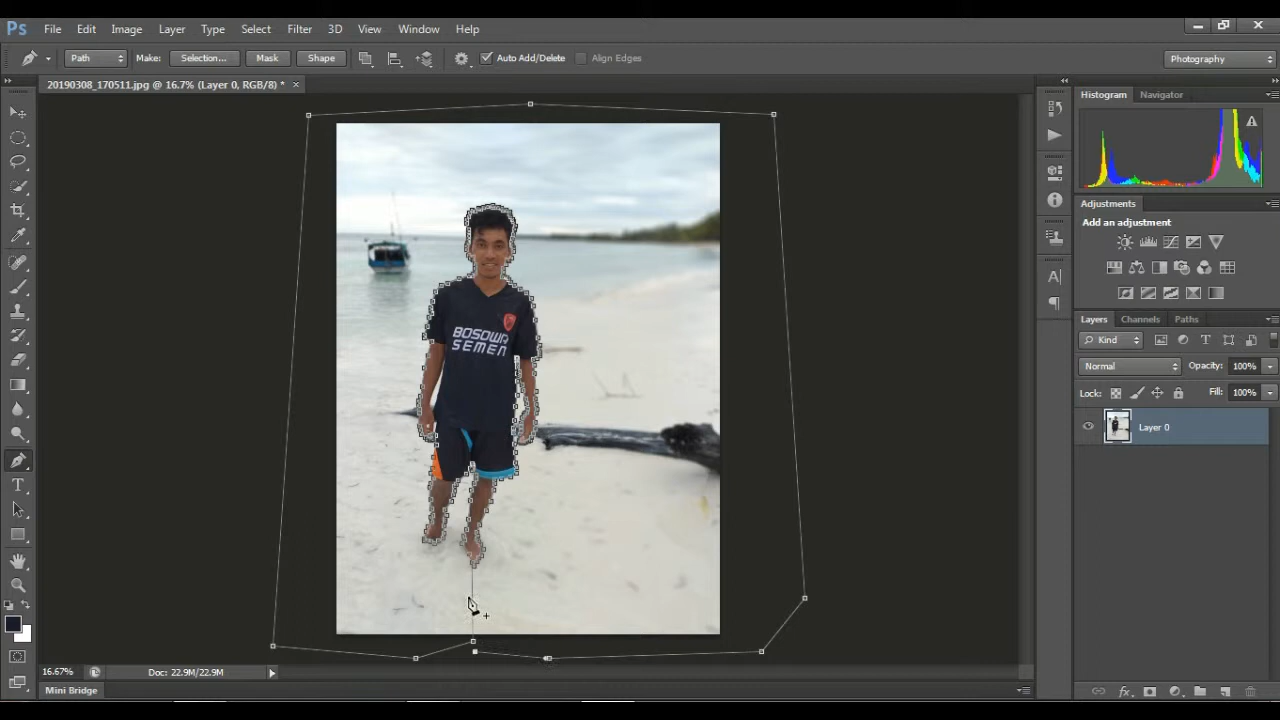 Ps File Edit Image Layer Type Select Filter 3D View Window Help
Path Make: Selection... Mask Shape Auto Add/Delete Align Edges Photography
20190308_170511.jpg @ 16.7% (Layer 0, RGB/8) * ×
Histogram Navigator
Adjustments
Add an adjustment
BOSOWA
SEMEN
A
Layers Channels Paths
Kind T
Normal Opacity: 100%
Lock: Fill: 100%
Layer 0
T
16.67% Doc: 22.9M/22.9M
Mini Bridge fx